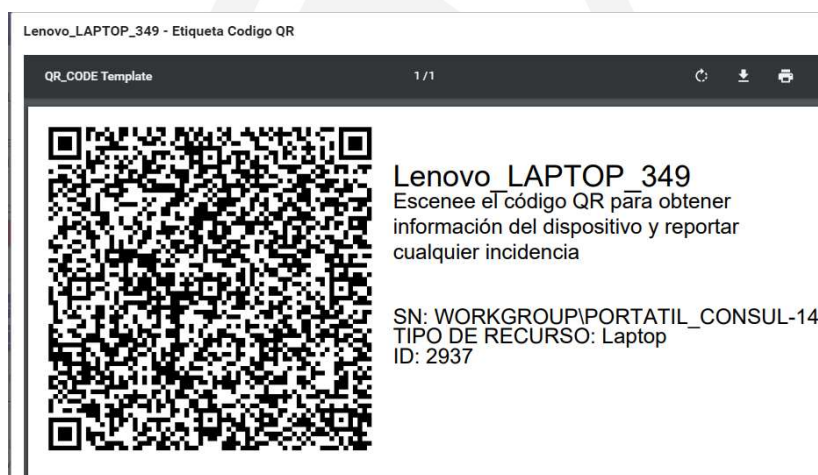 Lenovo_LAPTOP_349 - Etiqueta Codigo QR
QR_CODE Template 1 / 1
Lenovo_LAPTOP_349
Escenee el código QR para obtener
información del dispositivo y reportar
cualquier incidencia
SN: WORKGROUP\PORTATIL_CONSUL-14
TIPO DE RECURSO: Laptop
ID: 2937